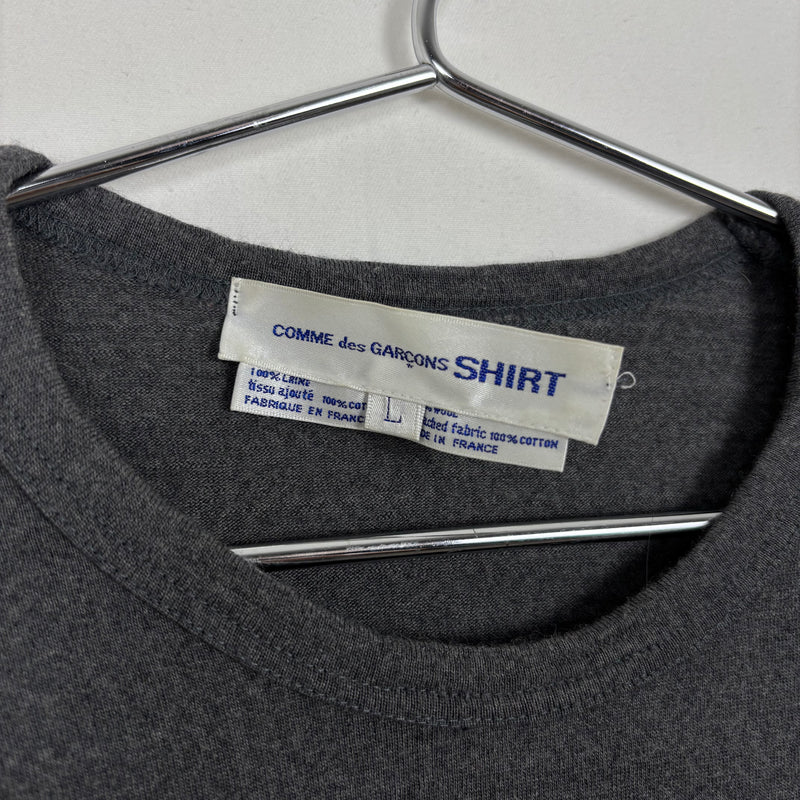 COMME des GARÇONS SHIRT
100% LAINE
tissu ajouté 100% COT
FABRIQUE EN FRANC
L
% WOOL
ched fabric 100% COTTON
DE IN FRANCE